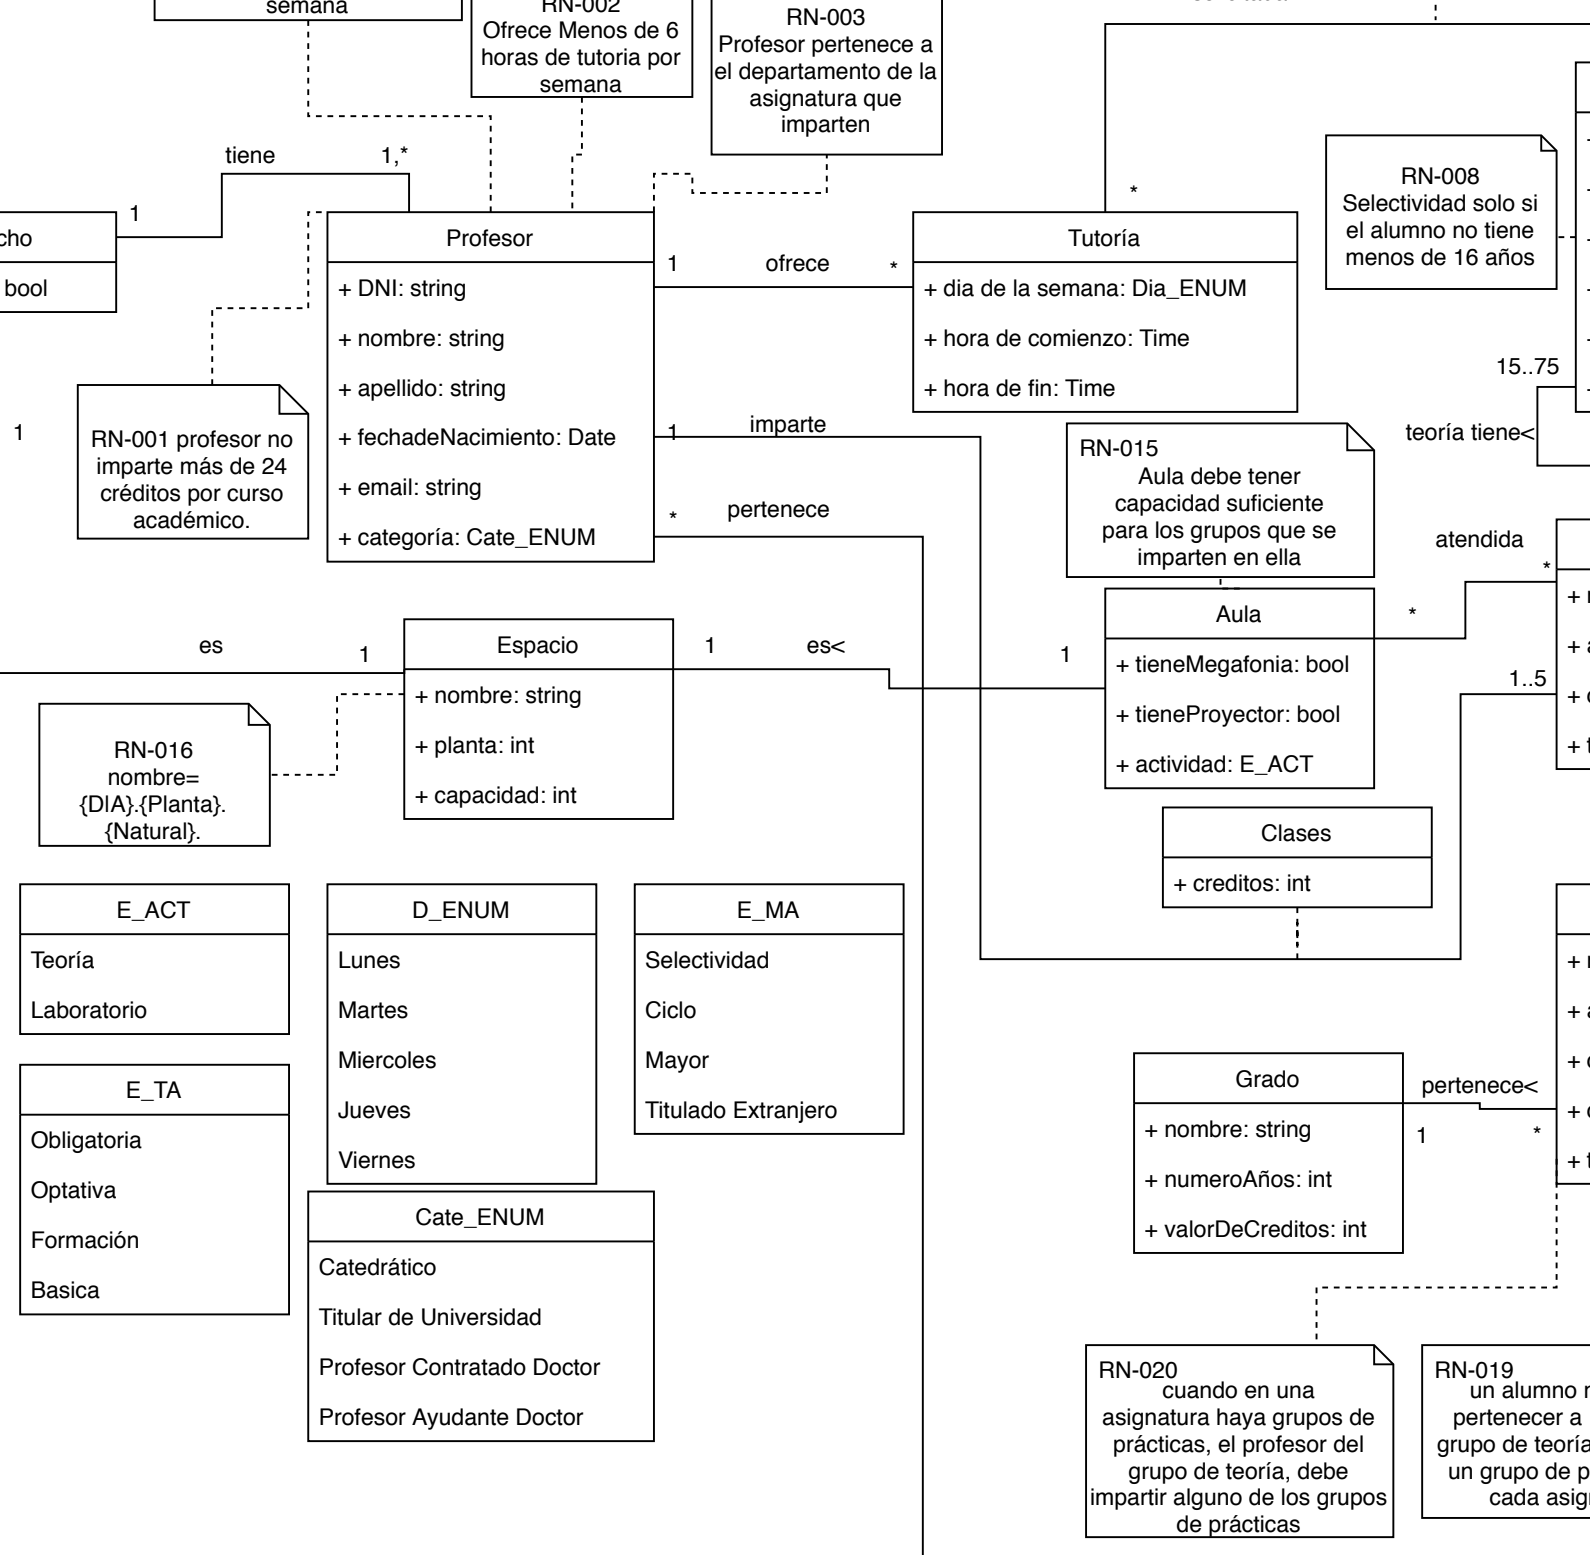 semana
RN-002
Ofrece Menos de 6
horas de tutoria por
semana
RN-003
Profesor pertenece a
el departamento de la
asignatura que
imparten
tiene
1,*
1
*
RN-008
Selectividad solo si
el alumno no tiene
menos de 16 años
bool
Profesor
+ DNI: string
+ nombre: string
+ apellido: string
+ fechadeNacimiento: Date
+ email: string
+ categoría: Cate_ENUM
1
ofrece
*
Tutoría
+ dia de la semana: Dia_ENUM
+ hora de comienzo: Time
+ hora de fin: Time
15..75
teoría tiene<
1
RN-001 profesor no
imparte más de 24
créditos por curso
académico.
1
imparte
*
pertenece
RN-015
Aula debe tener
capacidad suficiente
para los grupos que se
imparten en ella
atendida
*
*
1..5
es
1
Espacio
+ nombre: string
+ planta: int
+ capacidad: int
1
es<
1
Aula
+ tieneMegafonia: bool
+ tieneProyector: bool
+ actividad: E_ACT
RN-016
nombre=
{DIA}.{Planta}.
{Natural}.
Clases
+ creditos: int
E_ACT
Teoría
Laboratorio
D_ENUM
Lunes
Martes
Miercoles
Jueves
Viernes
E_MA
Selectividad
Ciclo
Mayor
Titulado Extranjero
E_TA
Obligatoria
Optativa
Formación
Basica
Cate_ENUM
Catedrático
Titular de Universidad
Profesor Contratado Doctor
Profesor Ayudante Doctor
Grado
+ nombre: string
+ numeroAños: int
+ valorDeCreditos: int
pertenece<
1
*
RN-020
cuando en una
asignatura haya grupos de
prácticas, el profesor del
grupo de teoría, debe
impartir alguno de los grupos
de prácticas
RN-019
un alumno
pertenecer a
grupo de teoría
un grupo de
cada